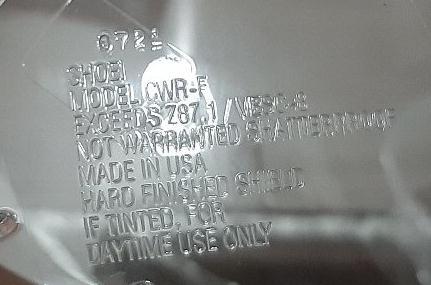 0721
SHOEI
MODEL CWR-F
EXCEEDS Z87.1 / VESC-8
NOT WARRANTED SHATTERPROOF
MADE IN USA
HARD FINISHED SHIELD
IF TINTED, FOR
DAYTIME USE ONLY